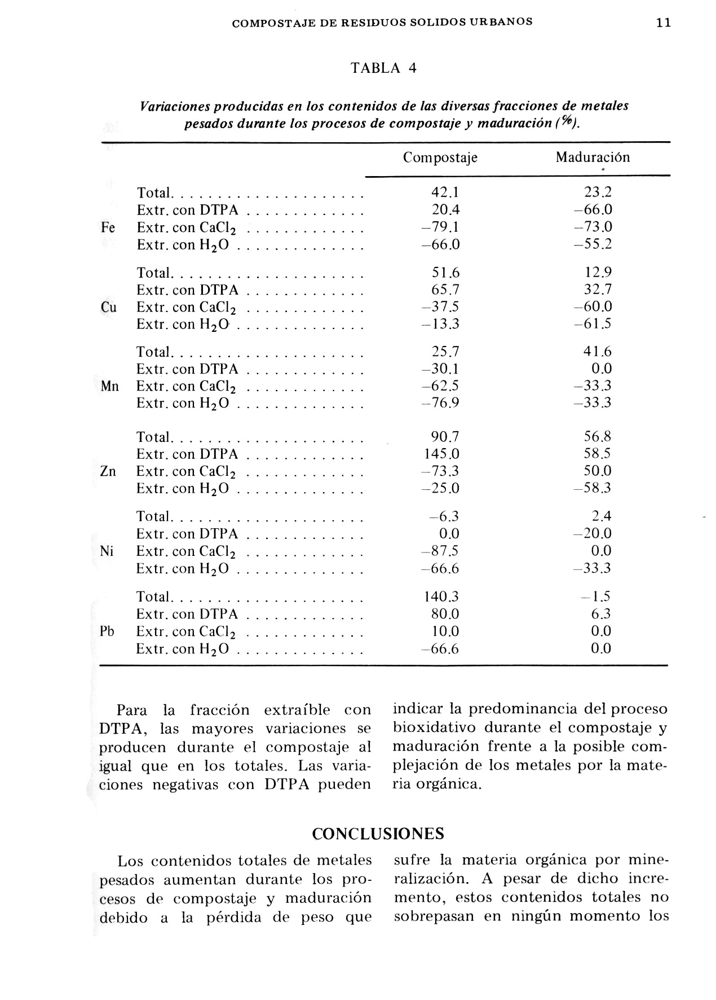 COMPOSTAJE DE RESIDUOS SOLIDOS URBANOS 11
TABLA 4
Variaciones producidas en los contenidos de las diversas fracciones de metales
pesados durante los procesos de compostaje y maduración (%).
Compostaje Maduración
Total. . . . . . . . . . . . . . . . . . . . . 42.1 23.2
Extr. con DTPA . . . . . . . . . . . . . 20.4 —66.0
Fe Extr. con CaCl₂ . . . . . . . . . . . . . —79.1 —73.0
Extr. con H₂O . . . . . . . . . . . . . . —66.0 —55.2
Total. . . . . . . . . . . . . . . . . . . . . 51.6 12.9
Extr. con DTPA . . . . . . . . . . . . . 65.7 32.7
Cu Extr. con CaCl₂ . . . . . . . . . . . . . —37.5 —60.0
Extr. con H₂O . . . . . . . . . . . . . . —13.3 —61.5
Total. . . . . . . . . . . . . . . . . . . . . 25.7 41.6
Extr. con DTPA . . . . . . . . . . . . . —30.1 0.0
Mn Extr. con CaCl₂ . . . . . . . . . . . . . —62.5 —33.3
Extr. con H₂O . . . . . . . . . . . . . . —76.9 —33.3
Total. . . . . . . . . . . . . . . . . . . . . 90.7 56.8
Extr. con DTPA . . . . . . . . . . . . . 145.0 58.5
Zn Extr. con CaCl₂ . . . . . . . . . . . . . —73.3 50.0
Extr. con H₂O . . . . . . . . . . . . . . —25.0 —58.3
Total. . . . . . . . . . . . . . . . . . . . . —6.3 2.4
Extr. con DTPA . . . . . . . . . . . . . 0.0 —20.0
Ni Extr. con CaCl₂ . . . . . . . . . . . . . —87.5 0.0
Extr. con H₂O . . . . . . . . . . . . . . —66.6 —33.3
Total. . . . . . . . . . . . . . . . . . . . . 140.3 —1.5
Extr. con DTPA . . . . . . . . . . . . . 80.0 6.3
Pb Extr. con CaCl₂ . . . . . . . . . . . . . 10.0 0.0
Extr. con H₂O . . . . . . . . . . . . . . —66.6 0.0
Para la fracción extraíble con
DTPA, las mayores variaciones se
producen durante el compostaje al
igual que en los totales. Las varia-
ciones negativas con DTPA pueden
indicar la predominancia del proceso
bioxidativo durante el compostaje y
maduración frente a la posible com-
plejación de los metales por la mate-
ria orgánica.
CONCLUSIONES
Los contenidos totales de metales
pesados aumentan durante los pro-
cesos de compostaje y maduración
debido a la pérdida de peso que
sufre la materia orgánica por mine-
ralización. A pesar de dicho incre-
mento, estos contenidos totales no
sobrepasan en ningún momento los